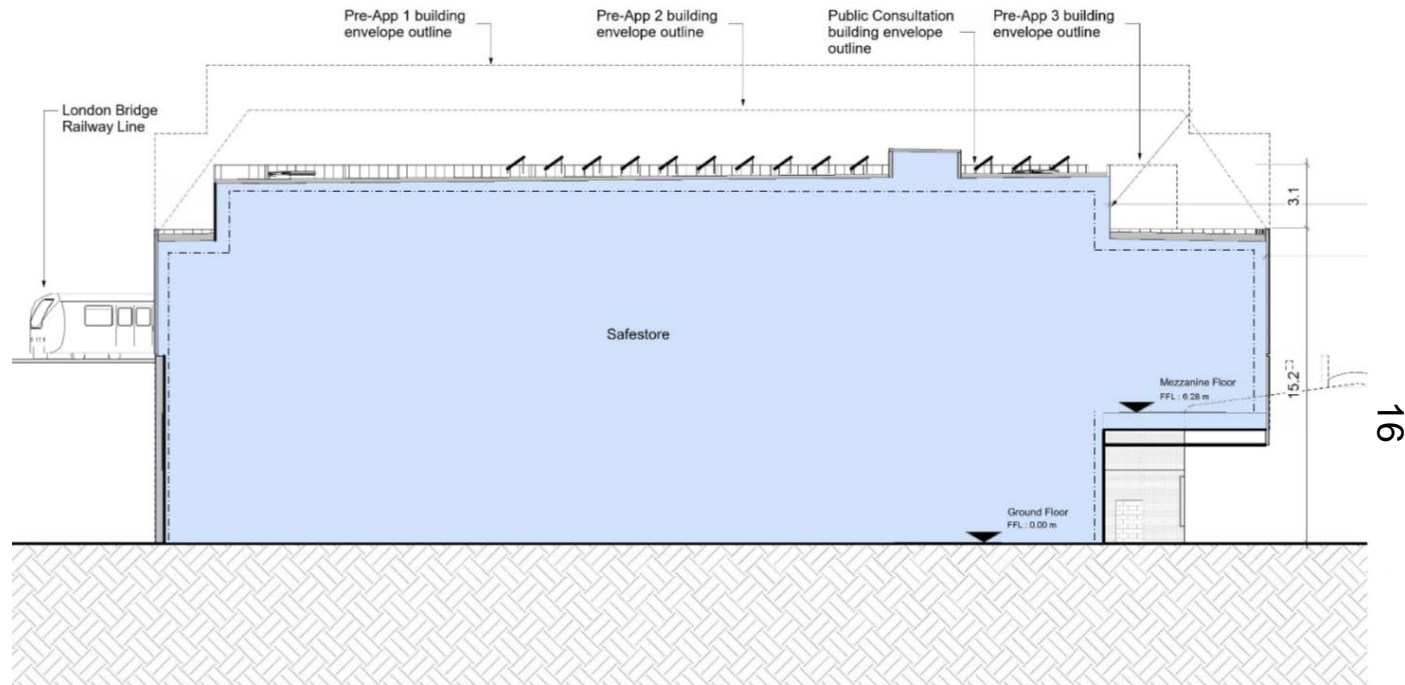 Pre-App 1 building
envelope outline
Pre-App 2 building
envelope outline
Public Consultation
building envelope
outline
Pre-App 3 building
envelope outline
London Bridge
Railway Line
3.1
Safestore
15.2
Mezzanine Floor
FFL : 6.28 m
16
Ground Floor
FFL : 0.00 m